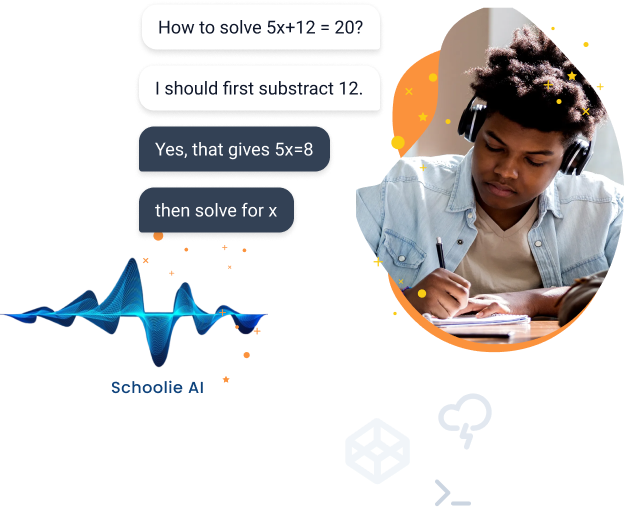 How to solve 5x+12 = 20?
I should first substract 12.
Yes, that gives 5x=8
then solve for x
Schoolie AI